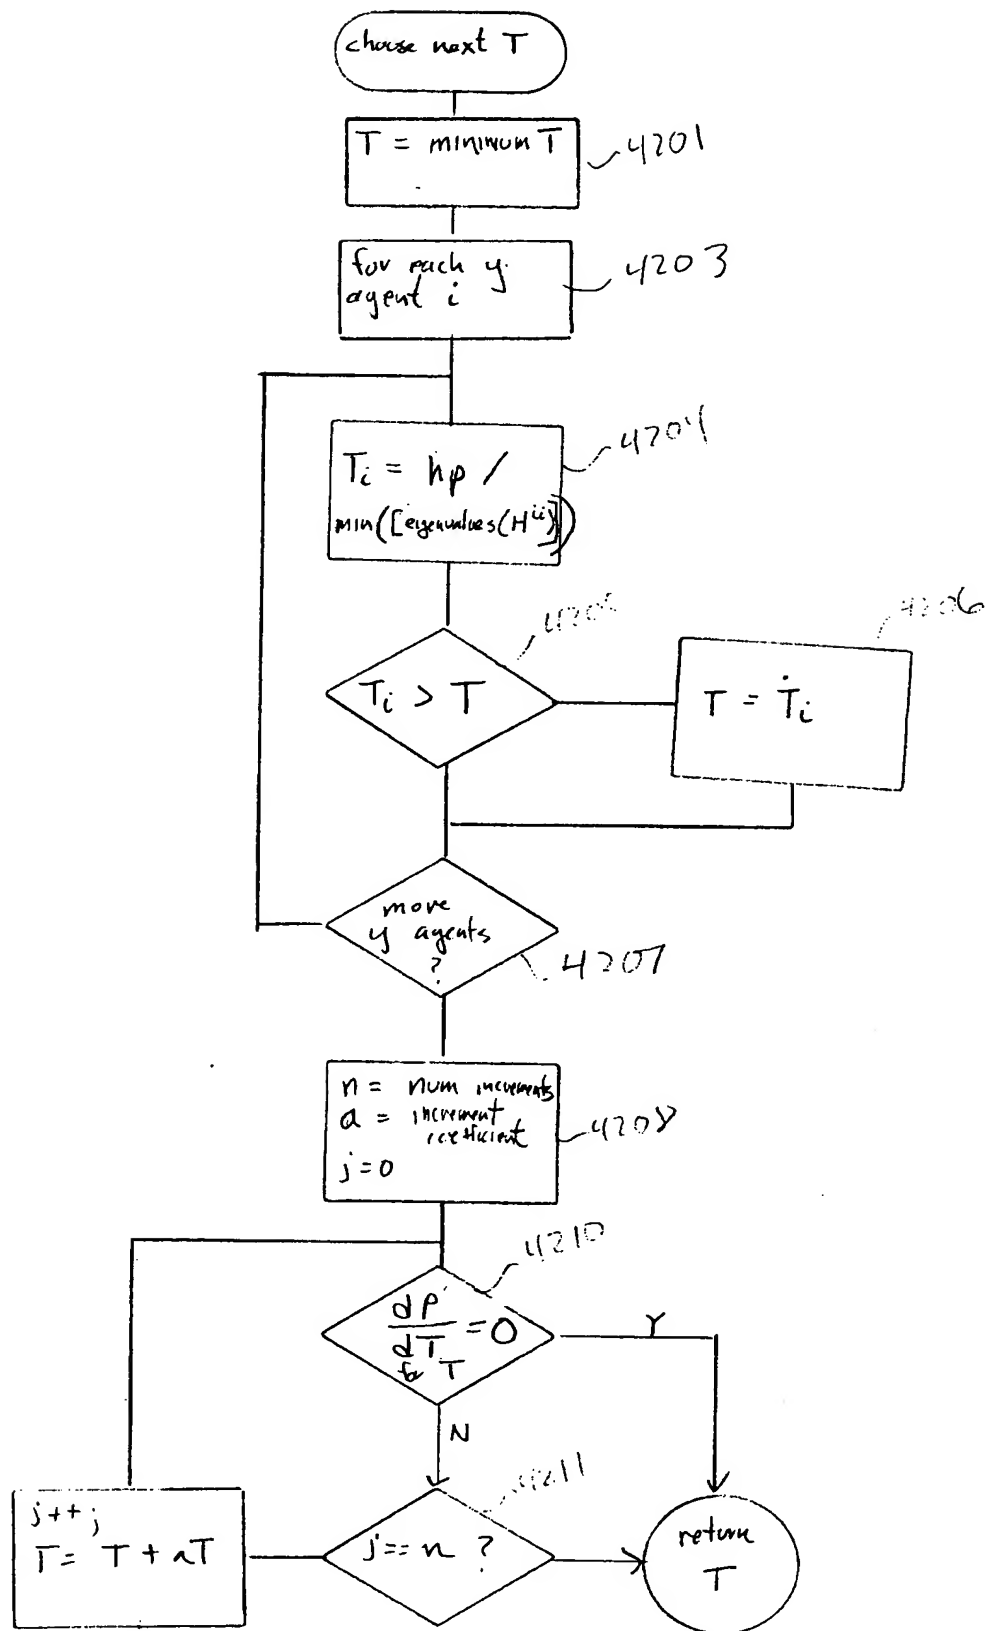 choose next T
T = minimum T
4201
for each y
agent i
4203
Ti = hp /
min([eigenvalues(H^ii)])
4204
Ti > T
4205
T = Ti
4206
more
y agents
?
4207
n = num increments
a = increment
coefficient
j=0
4208
dP
dT = 0
for T
4210
Y
N
j==n ?
4211
j++;
T = T + aT
return
T